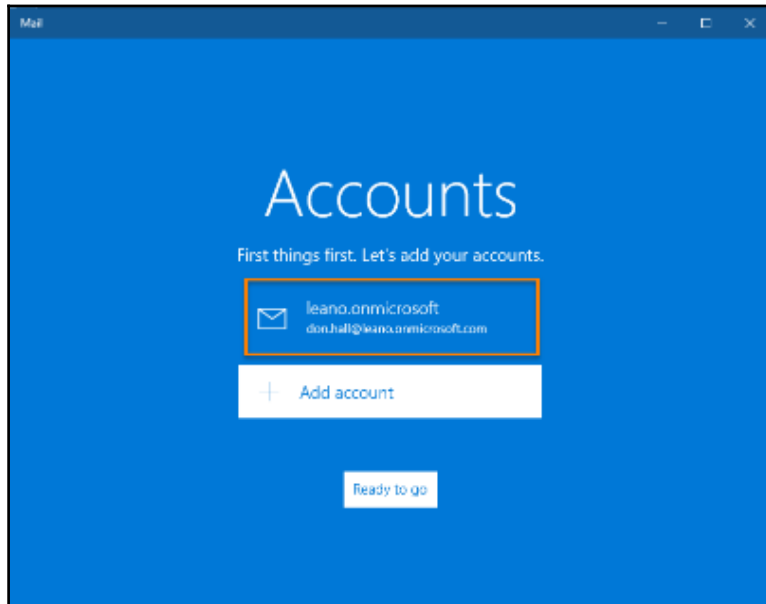 Mail
Accounts
First things first. Let's add your accounts.
leano.onmicrosoft
don.hall@leano.onmicrosoft.com
Add account
Ready to go